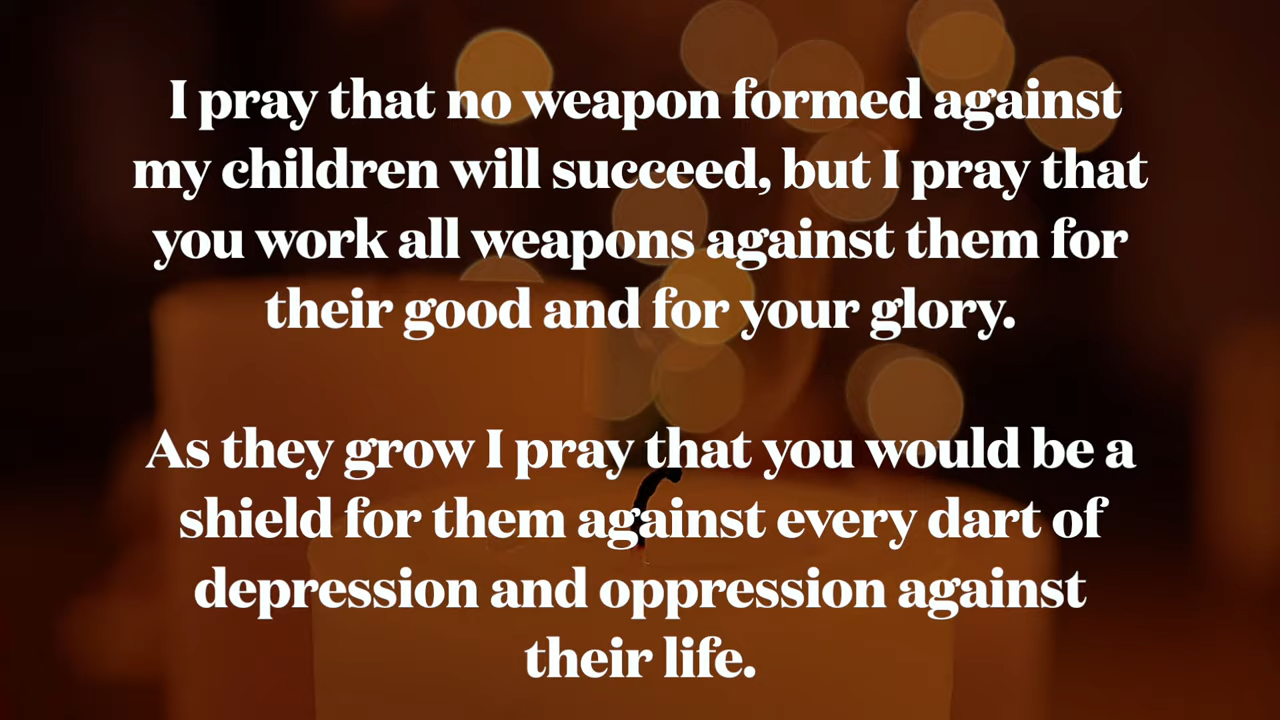 I pray that no weapon formed against
my children will succeed, but I pray that
you work all weapons against them for
their good and for your glory.
As they grow I pray that you would be a
shield for them against every dart of
depression and oppression against
their life.